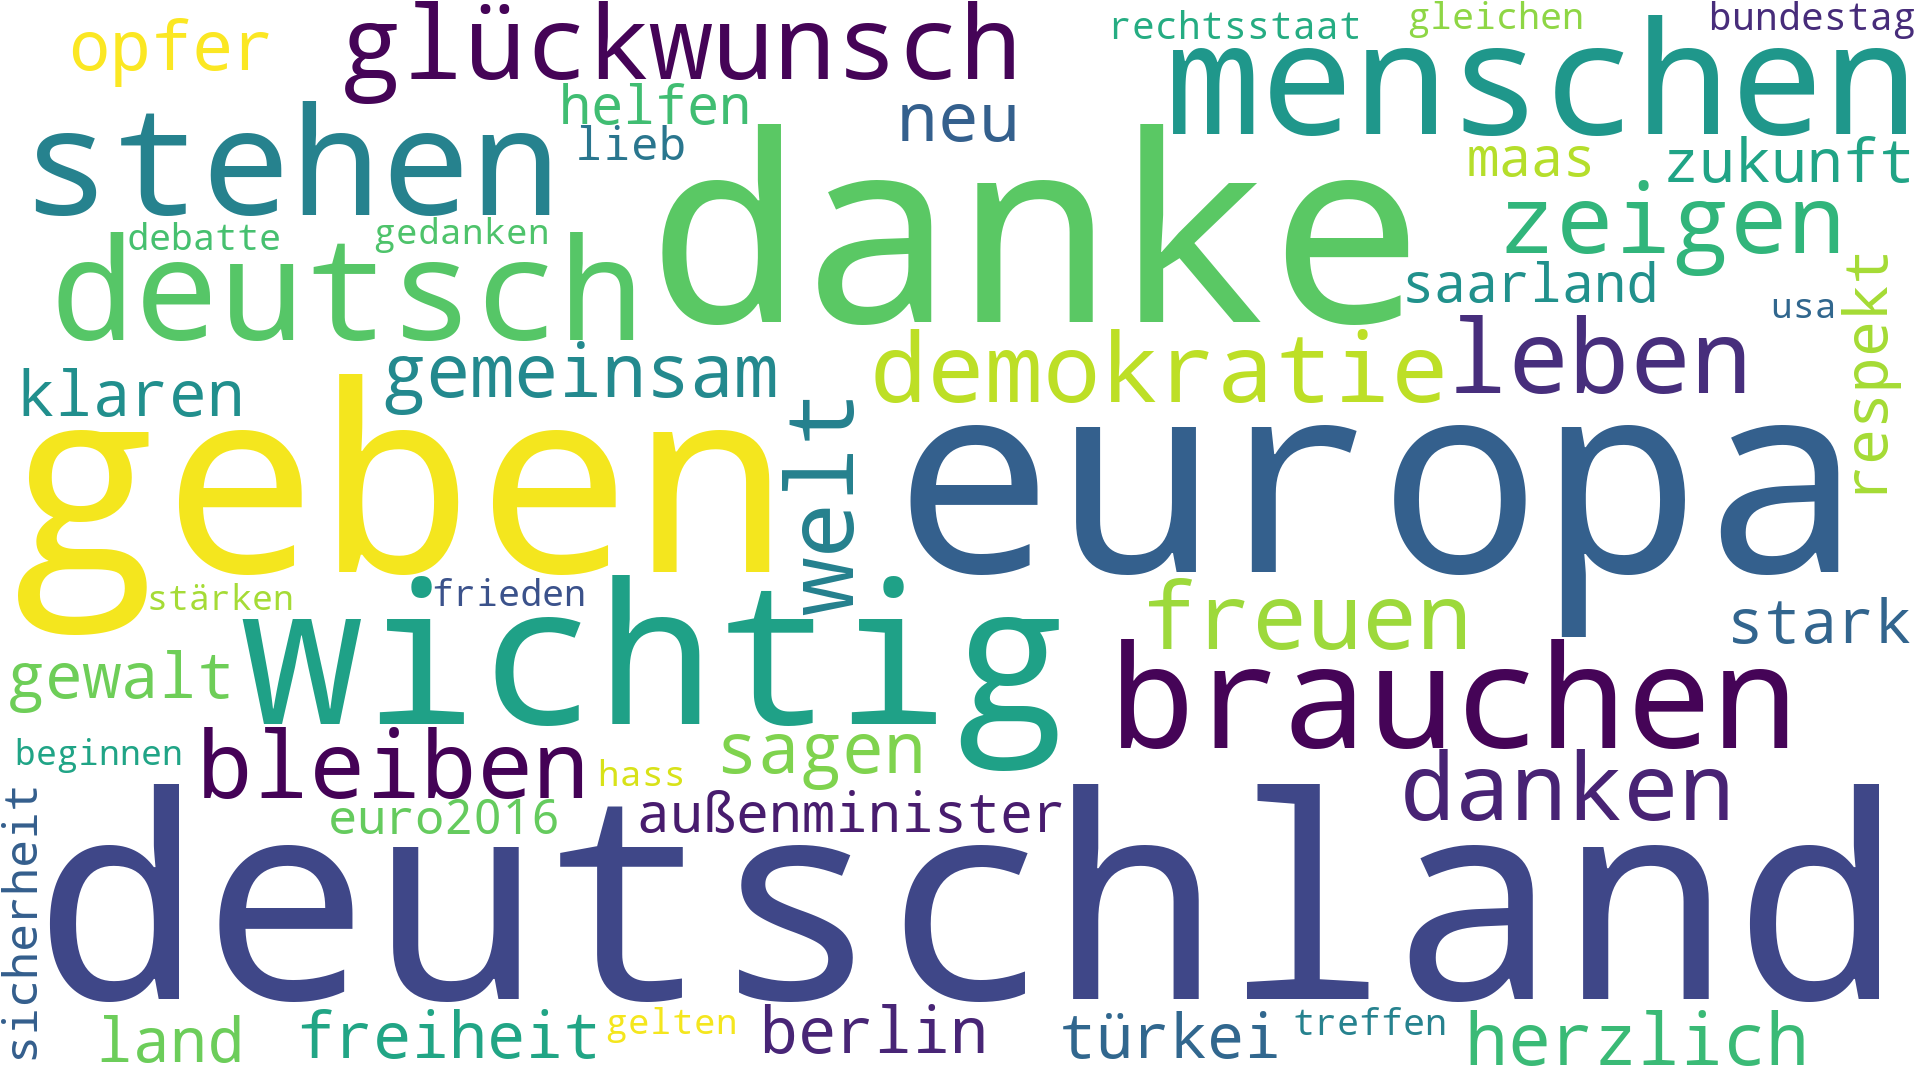 opfer
glückwunsch
rechtsstaat
gleichen
bundestag
menschen
helfen
neu
stehen
lieb
danke
maas
zukunft
zeigen
debatte
gedanken
deutsch
saarland
respekt
usa
klaren
gemeinsam
demokratie
leben
geben
welt
europa
stärken
frieden
wichtig
freuen
stark
gewalt
brauchen
beginnen
bleiben
hass
sagen
danken
euro2016
außenminister
sicherheit
deutschland
land
freiheit
gelten
berlin
türkei
treffen
herzlich